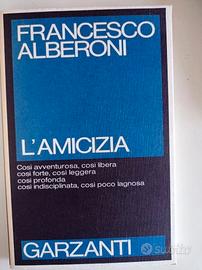 FRANCESCO
ALBERONI
L'AMICIZIA
Così avventurosa, così libera
così forte, così leggera
così profonda
così indisciplinata, così poco lagnosa
GARZANTI
subito